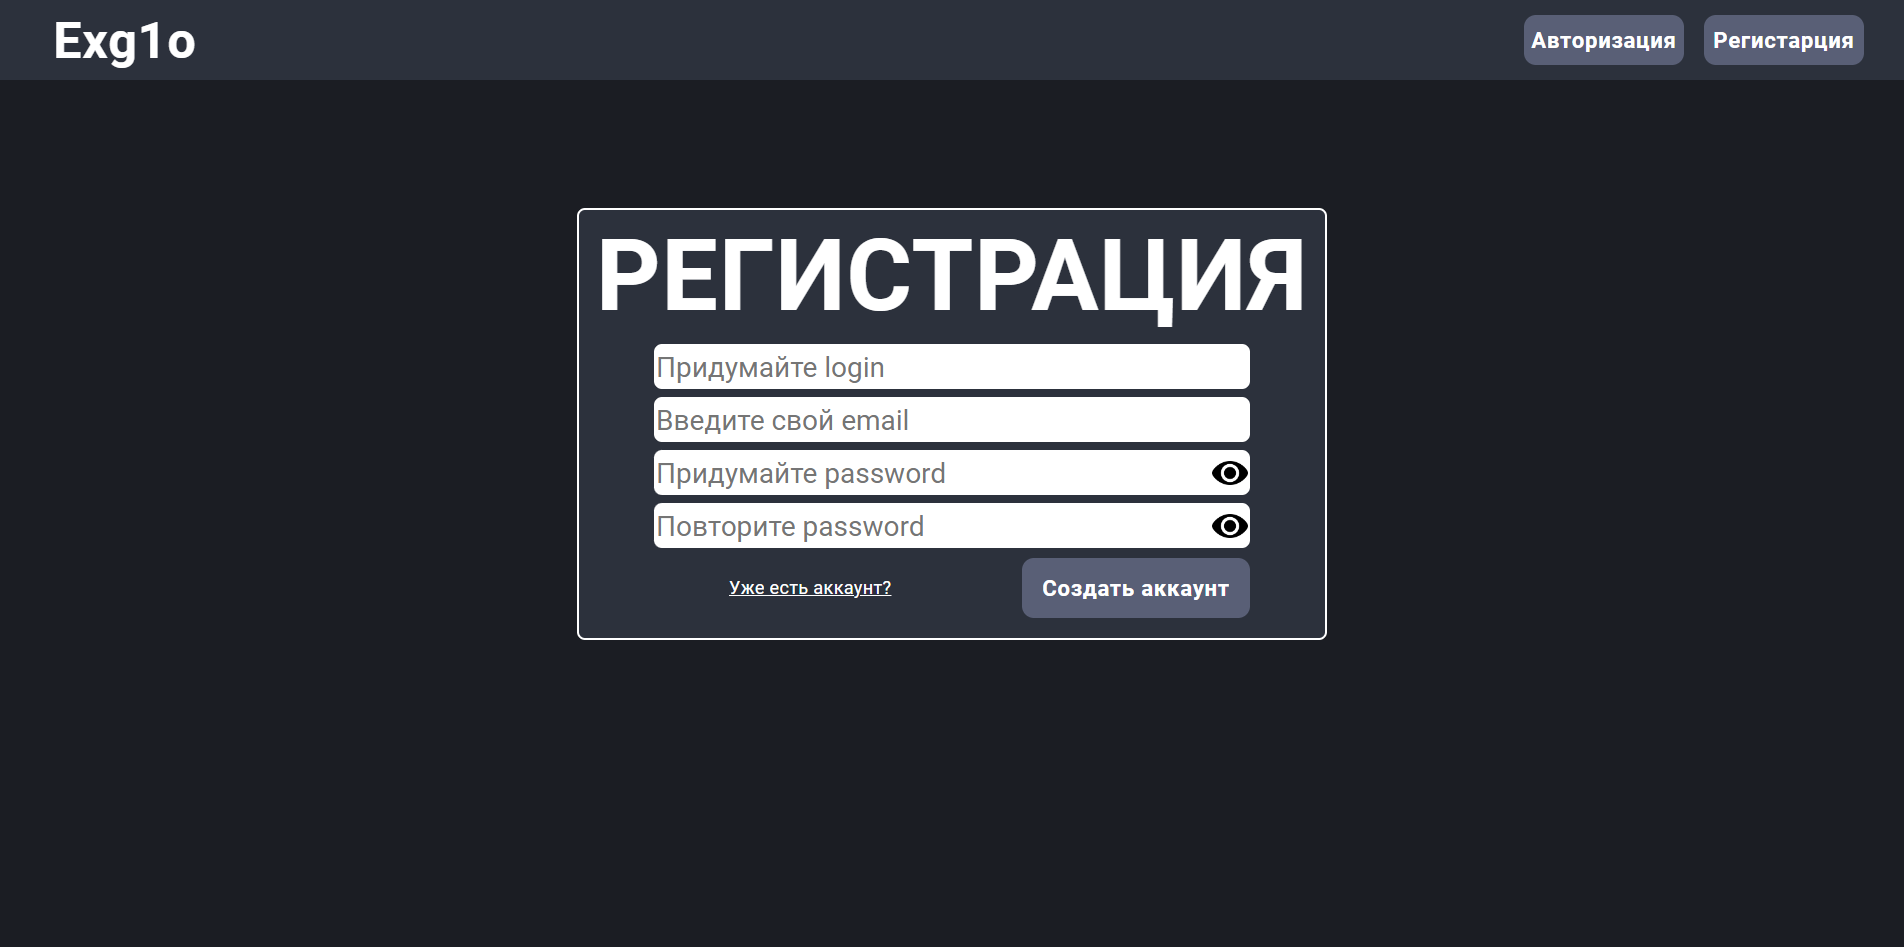 Exg1o
Авторизация
Регистарция
РЕГИСТРАЦИЯ
Придумайте login
Введите свой email
Придумайте password
Повторите password
Уже есть аккаунт?
Создать аккаунт